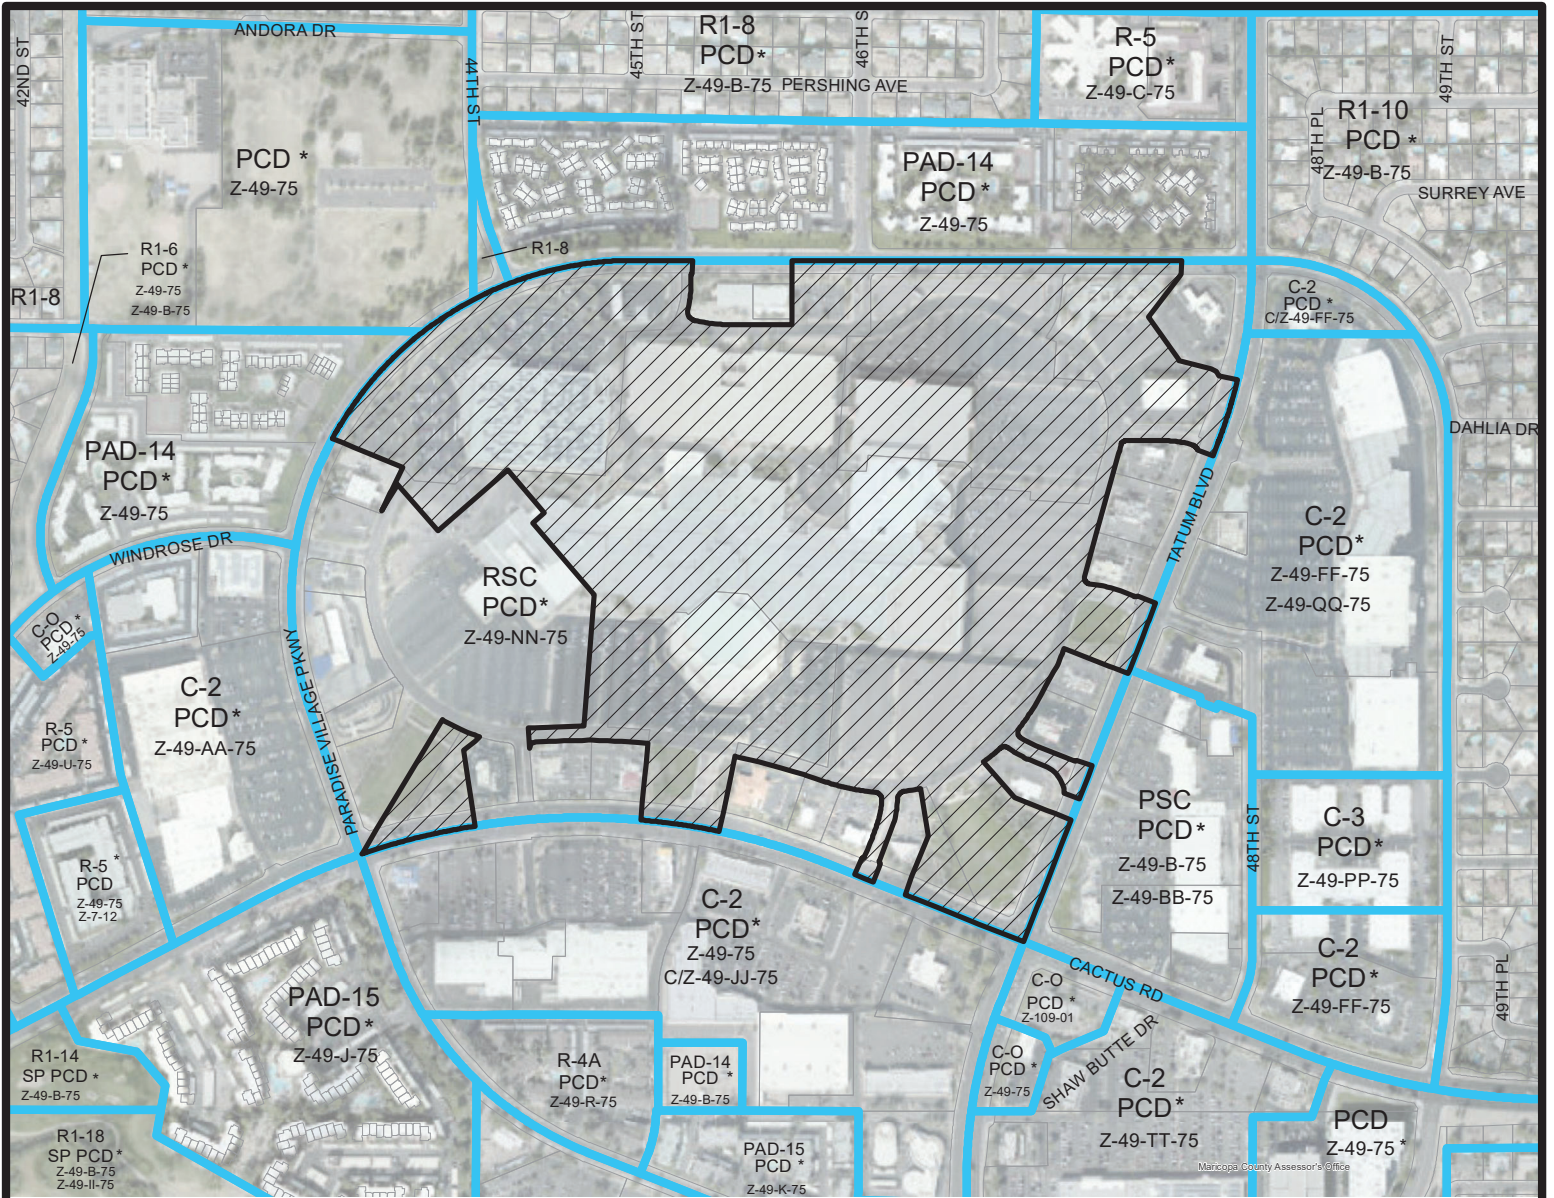 ANDORA DR
42ND ST
44TH ST
45TH ST
46TH S
R1-8
PCD*
Z-49-B-75
PERSHING AVE
R-5
PCD*
Z-49-C-75
49TH ST
48TH PL
R1-10
PCD *
Z-49-B-75
SURREY AVE
PCD *
Z-49-75
PAD-14
PCD*
Z-49-75
R1-8
R1-6
PCD *
Z-49-75
Z-49-B-75
R1-8
C-2
PCD *
C/Z-49-FF-75
DAHLIA DR
PAD-14
PCD*
Z-49-75
WINDROSE DR
TATUM BLVD
C-2
PCD*
Z-49-FF-75
Z-49-QQ-75
RSC
PCD*
Z-49-NN-75
C-O
PCD *
Z-49-75
PARADISE VILLAGE PKWY
C-2
PCD*
Z-49-AA-75
R-5
PCD *
Z-49-U-75
PSC
PCD*
Z-49-B-75
Z-49-BB-75
48TH ST
C-3
PCD*
Z-49-PP-75
R-5 *
PCD
Z-49-75
Z-7-12
C-2
PCD*
Z-49-75
C/Z-49-JJ-75
C-2
PCD*
Z-49-FF-75
49TH PL
CACTUS RD
C-O
PCD *
Z-109-01
PAD-15
PCD*
Z-49-J-75
SHAW BUTTE DR
R1-14
SP PCD *
Z-49-B-75
R-4A
PCD*
Z-49-R-75
PAD-14
PCD *
Z-49-B-75
C-O
PCD *
Z-49-75
C-2
PCD*
Z-49-TT-75
PCD
Z-49-75 *
R1-18
SP PCD*
Z-49-B-75
Z-49-II-75
PAD-15
PCD *
Z-49-K-75
Maricopa County Assessor's Office